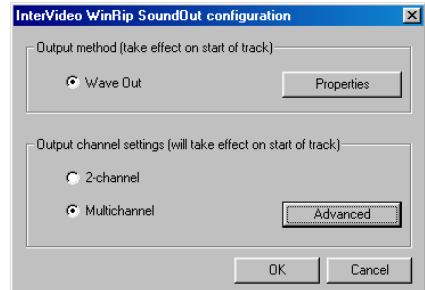 InterVideo WinRip SoundOut configuration
Output method (take effect on start of track)
Wave Out
Properties
Output channel settings (will take effect on start of track)
2-channel
Multichannel
Advanced
OK
Cancel